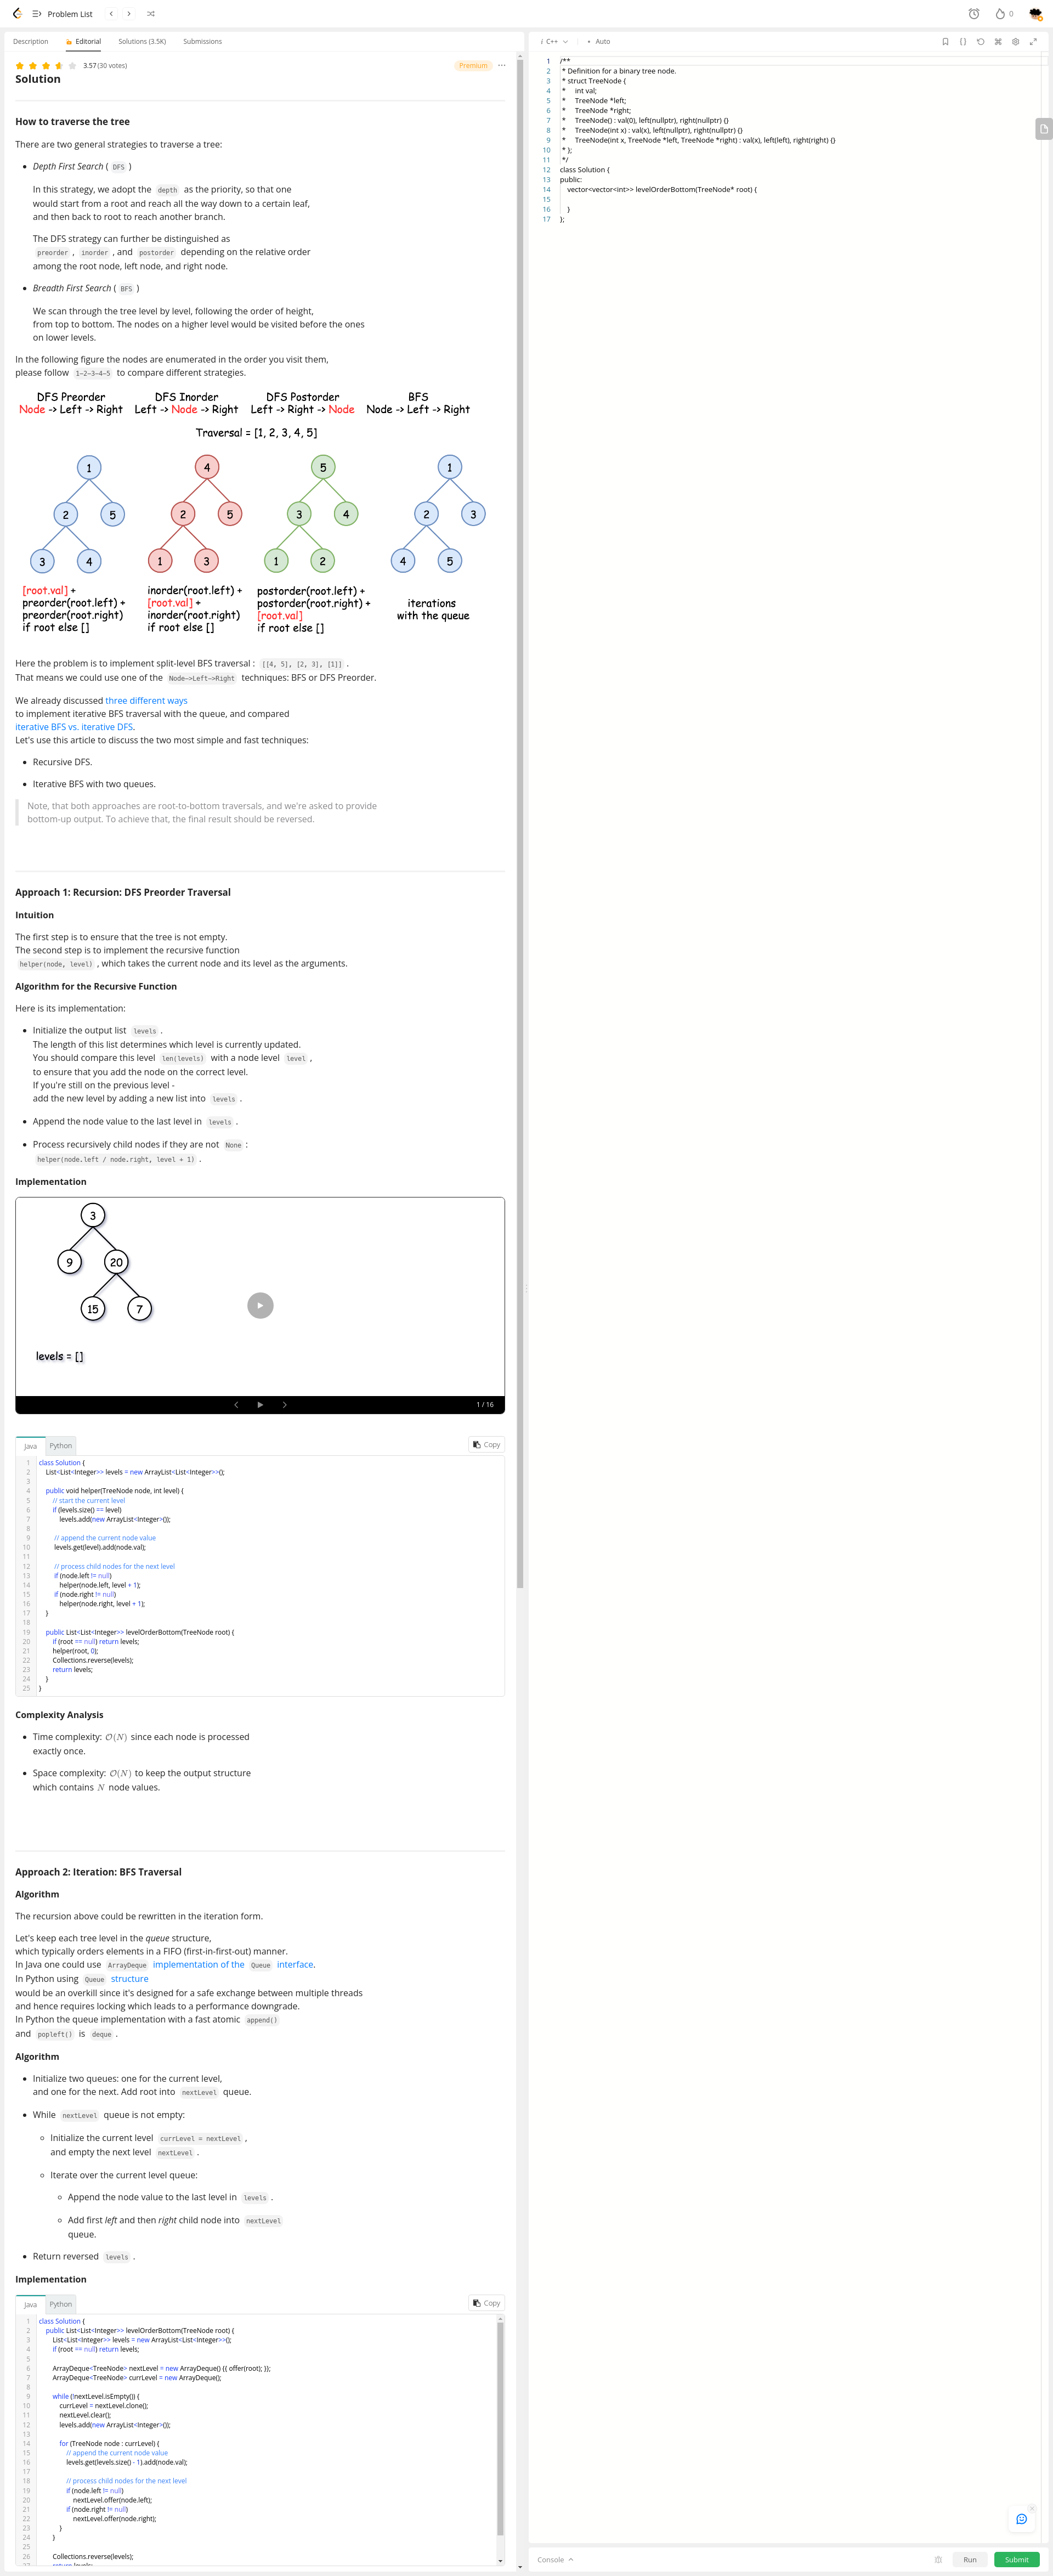 Problem List
0
Description
Editorial
Solutions (3.5K)
Submissions
3.57 (30 votes)
Premium
Solution
How to traverse the tree
There are two general strategies to traverse a tree:
Depth First Search ( DFS )
In this strategy, we adopt the depth as the priority, so that one
would start from a root and reach all the way down to a certain leaf,
and then back to root to reach another branch.
The DFS strategy can further be distinguished as
preorder , inorder , and postorder depending on the relative order
among the root node, left node, and right node.
Breadth First Search ( BFS )
We scan through the tree level by level, following the order of height,
from top to bottom. The nodes on a higher level would be visited before the ones
on lower levels.
In the following figure the nodes are enumerated in the order you visit them,
please follow 1-2-3-4-5 to compare different strategies.
DFS Preorder
Node -> Left -> Right
DFS Inorder
Left -> Node -> Right
DFS Postorder
Left -> Right -> Node
BFS
Node -> Left -> Right
Traversal = [1, 2, 3, 4, 5]
1
2 5
3 4
4
2 5
1 3
5
3 4
1 2
1
2 3
4 5
[root.val] +
preorder(root.left) +
preorder(root.right)
if root else []
inorder(root.left) +
[root.val] +
inorder(root.right)
if root else []
postorder(root.left) +
postorder(root.right) +
[root.val]
if root else []
iterations
with the queue
Here the problem is to implement split-level BFS traversal : [[4, 5], [2, 3], [1]] .
That means we could use one of the Node->Left->Right techniques: BFS or DFS Preorder.
We already discussed three different ways
to implement iterative BFS traversal with the queue, and compared
iterative BFS vs. iterative DFS.
Let's use this article to discuss the two most simple and fast techniques:
Recursive DFS.
Iterative BFS with two queues.
Note, that both approaches are root-to-bottom traversals, and we're asked to provide
bottom-up output. To achieve that, the final result should be reversed.
Approach 1: Recursion: DFS Preorder Traversal
Intuition
The first step is to ensure that the tree is not empty.
The second step is to implement the recursive function
helper(node, level) , which takes the current node and its level as the arguments.
Algorithm for the Recursive Function
Here is its implementation:
Initialize the output list levels .
The length of this list determines which level is currently updated.
You should compare this level len(levels) with a node level level ,
to ensure that you add the node on the correct level.
If you're still on the previous level -
add the new level by adding a new list into levels .
Append the node value to the last level in levels .
Process recursively child nodes if they are not None :
helper(node.left / node.right, level + 1) .
Implementation
3
9 20
15 7
levels = []
1 / 16
Java
Python
Copy
1 class Solution {
2 List<List<Integer>> levels = new ArrayList<List<Integer>>();
3
4 public void helper(TreeNode node, int level) {
5 // start the current level
6 if (levels.size() == level)
7 levels.add(new ArrayList<Integer>());
8
9 // append the current node value
10 levels.get(level).add(node.val);
11
12 // process child nodes for the next level
13 if (node.left != null)
14 helper(node.left, level + 1);
15 if (node.right != null)
16 helper(node.right, level + 1);
17 }
18
19 public List<List<Integer>> levelOrderBottom(TreeNode root) {
20 if (root == null) return levels;
21 helper(root, 0);
22 Collections.reverse(levels);
23 return levels;
24 }
25 }
Complexity Analysis
Time complexity: O(N) since each node is processed
exactly once.
Space complexity: O(N) to keep the output structure
which contains N node values.
Approach 2: Iteration: BFS Traversal
Algorithm
The recursion above could be rewritten in the iteration form.
Let's keep each tree level in the queue structure,
which typically orders elements in a FIFO (first-in-first-out) manner.
In Java one could use ArrayDeque implementation of the Queue interface.
In Python using Queue structure
would be an overkill since it's designed for a safe exchange between multiple threads
and hence requires locking which leads to a performance downgrade.
In Python the queue implementation with a fast atomic append()
and popleft() is deque .
Algorithm
Initialize two queues: one for the current level,
and one for the next. Add root into nextLevel queue.
While nextLevel queue is not empty:
Initialize the current level currLevel = nextLevel ,
and empty the next level nextLevel .
Iterate over the current level queue:
Append the node value to the last level in levels .
Add first left and then right child node into nextLevel
queue.
Return reversed levels .
Implementation
Java
Python
Copy
1 class Solution {
2 public List<List<Integer>> levelOrderBottom(TreeNode root) {
3 List<List<Integer>> levels = new ArrayList<List<Integer>>();
4 if (root == null) return levels;
5
6 ArrayDeque<TreeNode> nextLevel = new ArrayDeque() {{ offer(root); }};
7 ArrayDeque<TreeNode> currLevel = new ArrayDeque();
8
9 while (!nextLevel.isEmpty()) {
10 currLevel = nextLevel.clone();
11 nextLevel.clear();
12 levels.add(new ArrayList<Integer>());
13
14 for (TreeNode node : currLevel) {
15 // append the current node value
16 levels.get(levels.size() - 1).add(node.val);
17
18 // process child nodes for the next level
19 if (node.left != null)
20 nextLevel.offer(node.left);
21 if (node.right != null)
22 nextLevel.offer(node.right);
23 }
24 }
25
26 Collections.reverse(levels);
27 return levels;
i C++
Auto
1 /**
2 * Definition for a binary tree node.
3 * struct TreeNode {
4 * int val;
5 * TreeNode *left;
6 * TreeNode *right;
7 * TreeNode() : val(0), left(nullptr), right(nullptr) {}
8 * TreeNode(int x) : val(x), left(nullptr), right(nullptr) {}
9 * TreeNode(int x, TreeNode *left, TreeNode *right) : val(x), left(left), right(right) {}
10 * };
11 */
12 class Solution {
13 public:
14 vector<vector<int>> levelOrderBottom(TreeNode* root) {
15
16 }
17 };
Console
Run
Submit